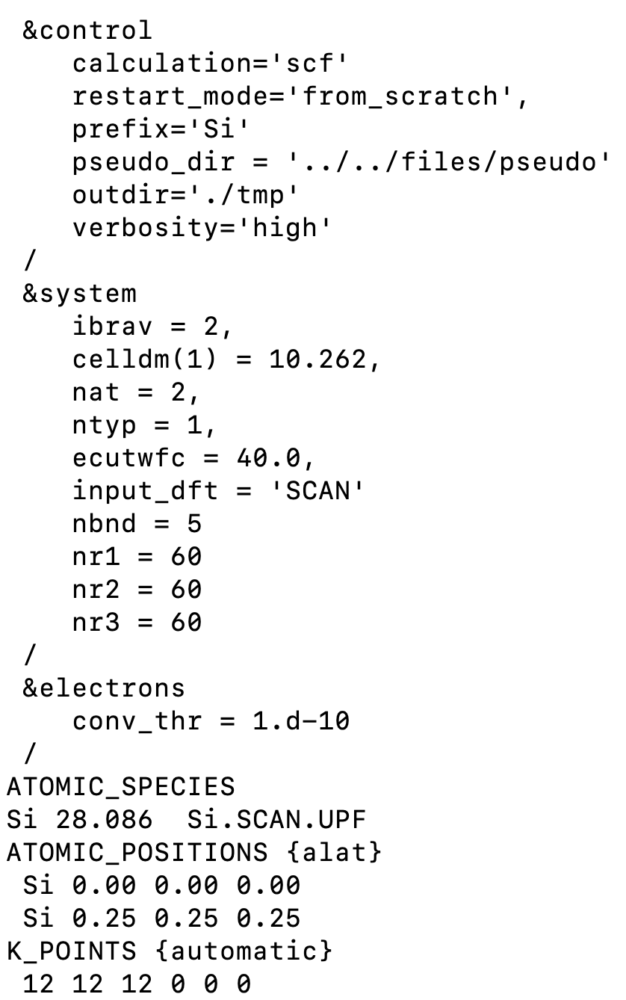 &control
calculation='scf'
restart_mode='from_scratch',
prefix='Si'
pseudo_dir = '../../files/pseudo'
outdir='./tmp'
verbosity='high'
/
&system
ibrav = 2,
celldm(1) = 10.262,
nat = 2,
ntyp = 1,
ecutwfc = 40.0,
input_dft = 'SCAN'
nbnd = 5
nr1 = 60
nr2 = 60
nr3 = 60
/
&electrons
conv_thr = 1.d-10
/
ATOMIC_SPECIES
Si 28.086  Si.SCAN.UPF
ATOMIC_POSITIONS {alat}
Si 0.00 0.00 0.00
Si 0.25 0.25 0.25
K_POINTS {automatic}
12 12 12 0 0 0